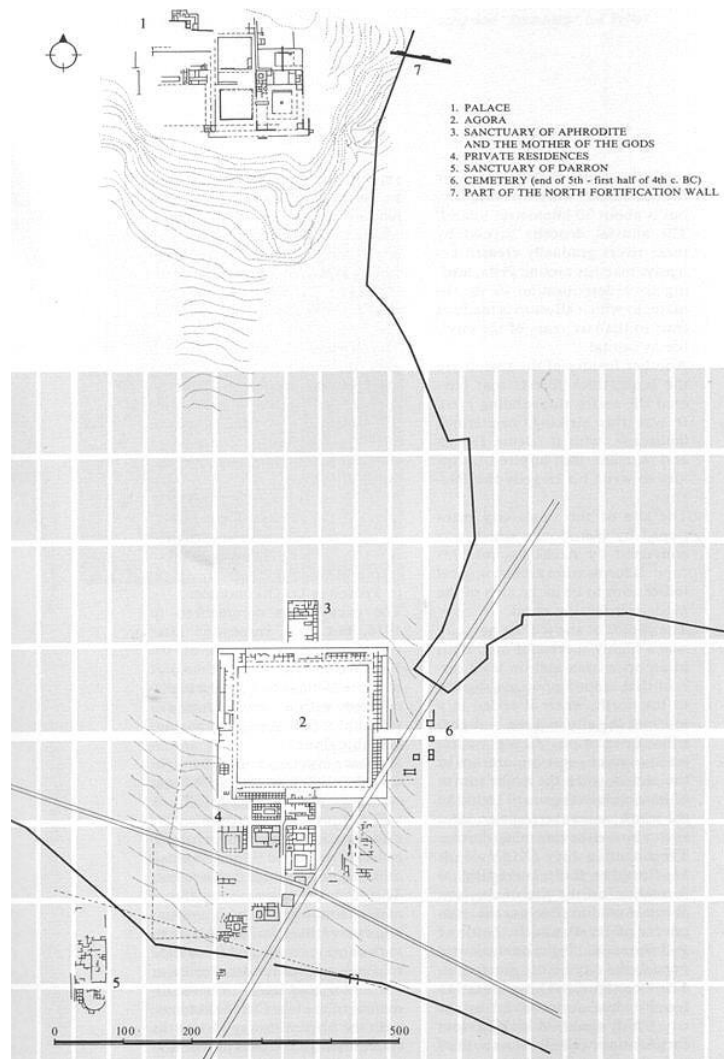 1
7
1. PALACE
2. AGORA
3. SANCTUARY OF APHRODITE
AND THE MOTHER OF THE GODS
4. PRIVATE RESIDENCES
5. SANCTUARY OF DARRON
6. CEMETERY (end of 5th - first half of 4th c. BC)
7. PART OF THE NORTH FORTIFICATION WALL
3
2
6
4
5
0 100 200 500